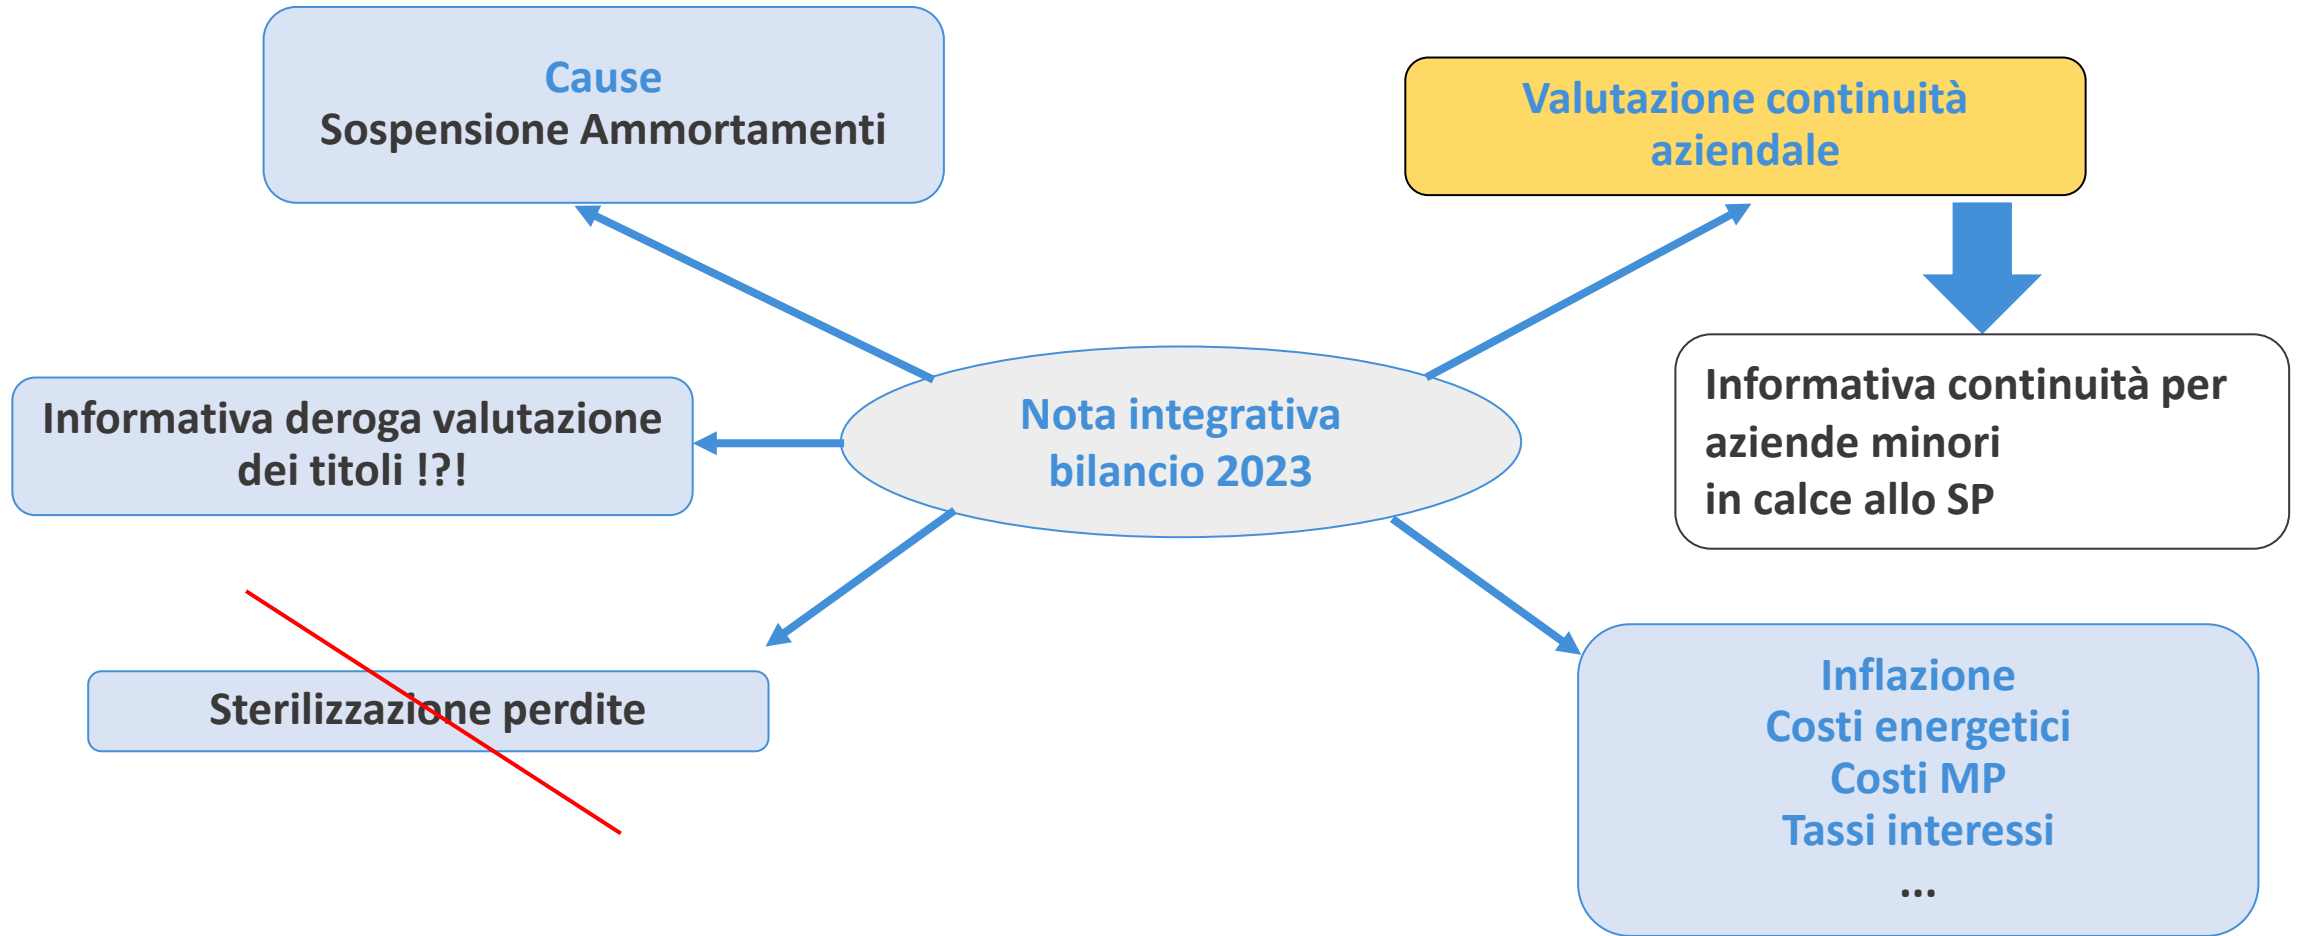 Cause
Sospensione Ammortamenti
Valutazione continuità
aziendale
Informativa deroga valutazione
dei titoli !?!
Nota integrativa
bilancio 2023
Informativa continuità per
aziende minori
in calce allo SP
Sterilizzazione perdite
Inflazione
Costi energetici
Costi MP
Tassi interessi
...